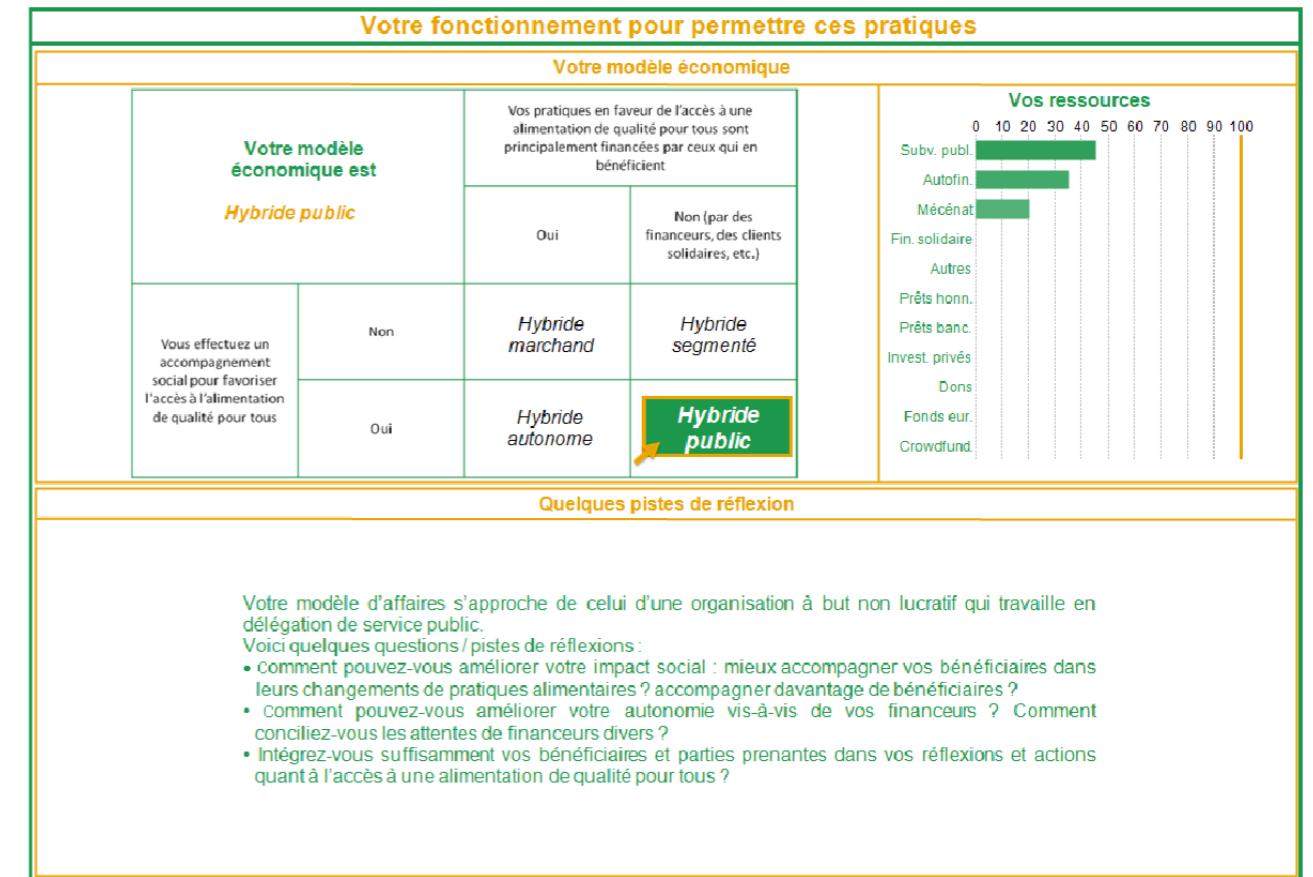 Votre fonctionnement pour permettre ces pratiques
Votre modèle économique
Votre modèle
économique est
Hybride public
Vos pratiques en faveur de l'accès à une
alimentation de qualité pour tous sont
principalement financées par ceux qui en
bénéficient
Oui
Non (par des
financeurs, des clients
solidaires, etc.)
Vous effectuez un
accompagnement
social pour favoriser
l'accès à l'alimentation
de qualité pour tous
Non
Hybride
marchand
Hybride
segmenté
Oui
Hybride
autonome
Hybride
public
Vos ressources
0 10 20 30 40 50 60 70 80 90 100
Subv. publ.
Autofin.
Mécénat
Fin. solidaire
Autres
Prêts honn.
Prêts banc.
Invest. privés
Dons
Fonds eur.
Crowdfund.
Quelques pistes de réflexion
Votre modèle d'affaires s'approche de celui d'une organisation à but non lucratif qui travaille en
délégation de service public.
Voici quelques questions / pistes de réflexions :
• Comment pouvez-vous améliorer votre impact social : mieux accompagner vos bénéficiaires dans
leurs changements de pratiques alimentaires ? accompagner davantage de bénéficiaires ?
• Comment pouvez-vous améliorer votre autonomie vis-à-vis de vos financeurs ? Comment
conciliez-vous les attentes de financeurs divers ?
• Intégrez-vous suffisamment vos bénéficiaires et parties prenantes dans vos réflexions et actions
quant à l'accès à une alimentation de qualité pour tous ?